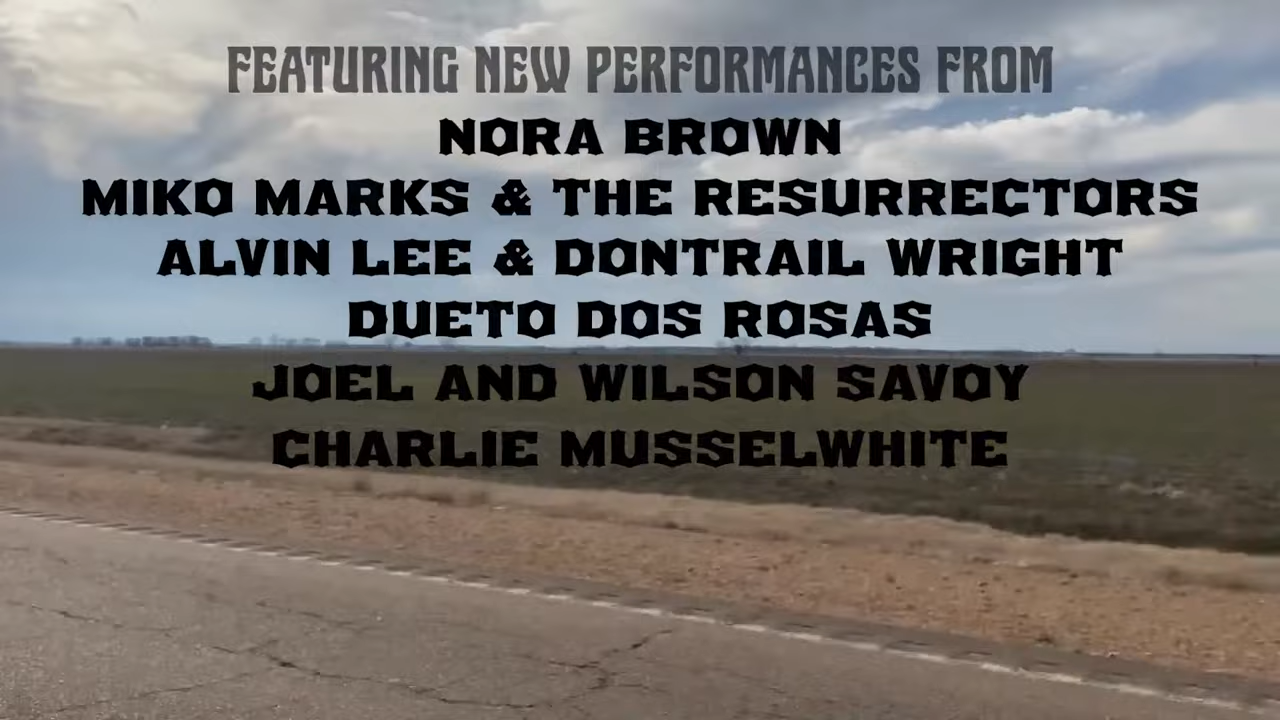 FEATURING NEW PERFORMANCES FROM
NORA BROWN
MIKO MARKS & THE RESURRECTORS
ALVIN LEE & DONTRAIL WRIGHT
DUETO DOS ROSAS
JOEL AND WILSON SAVOY
CHARLIE MUSSELWHITE